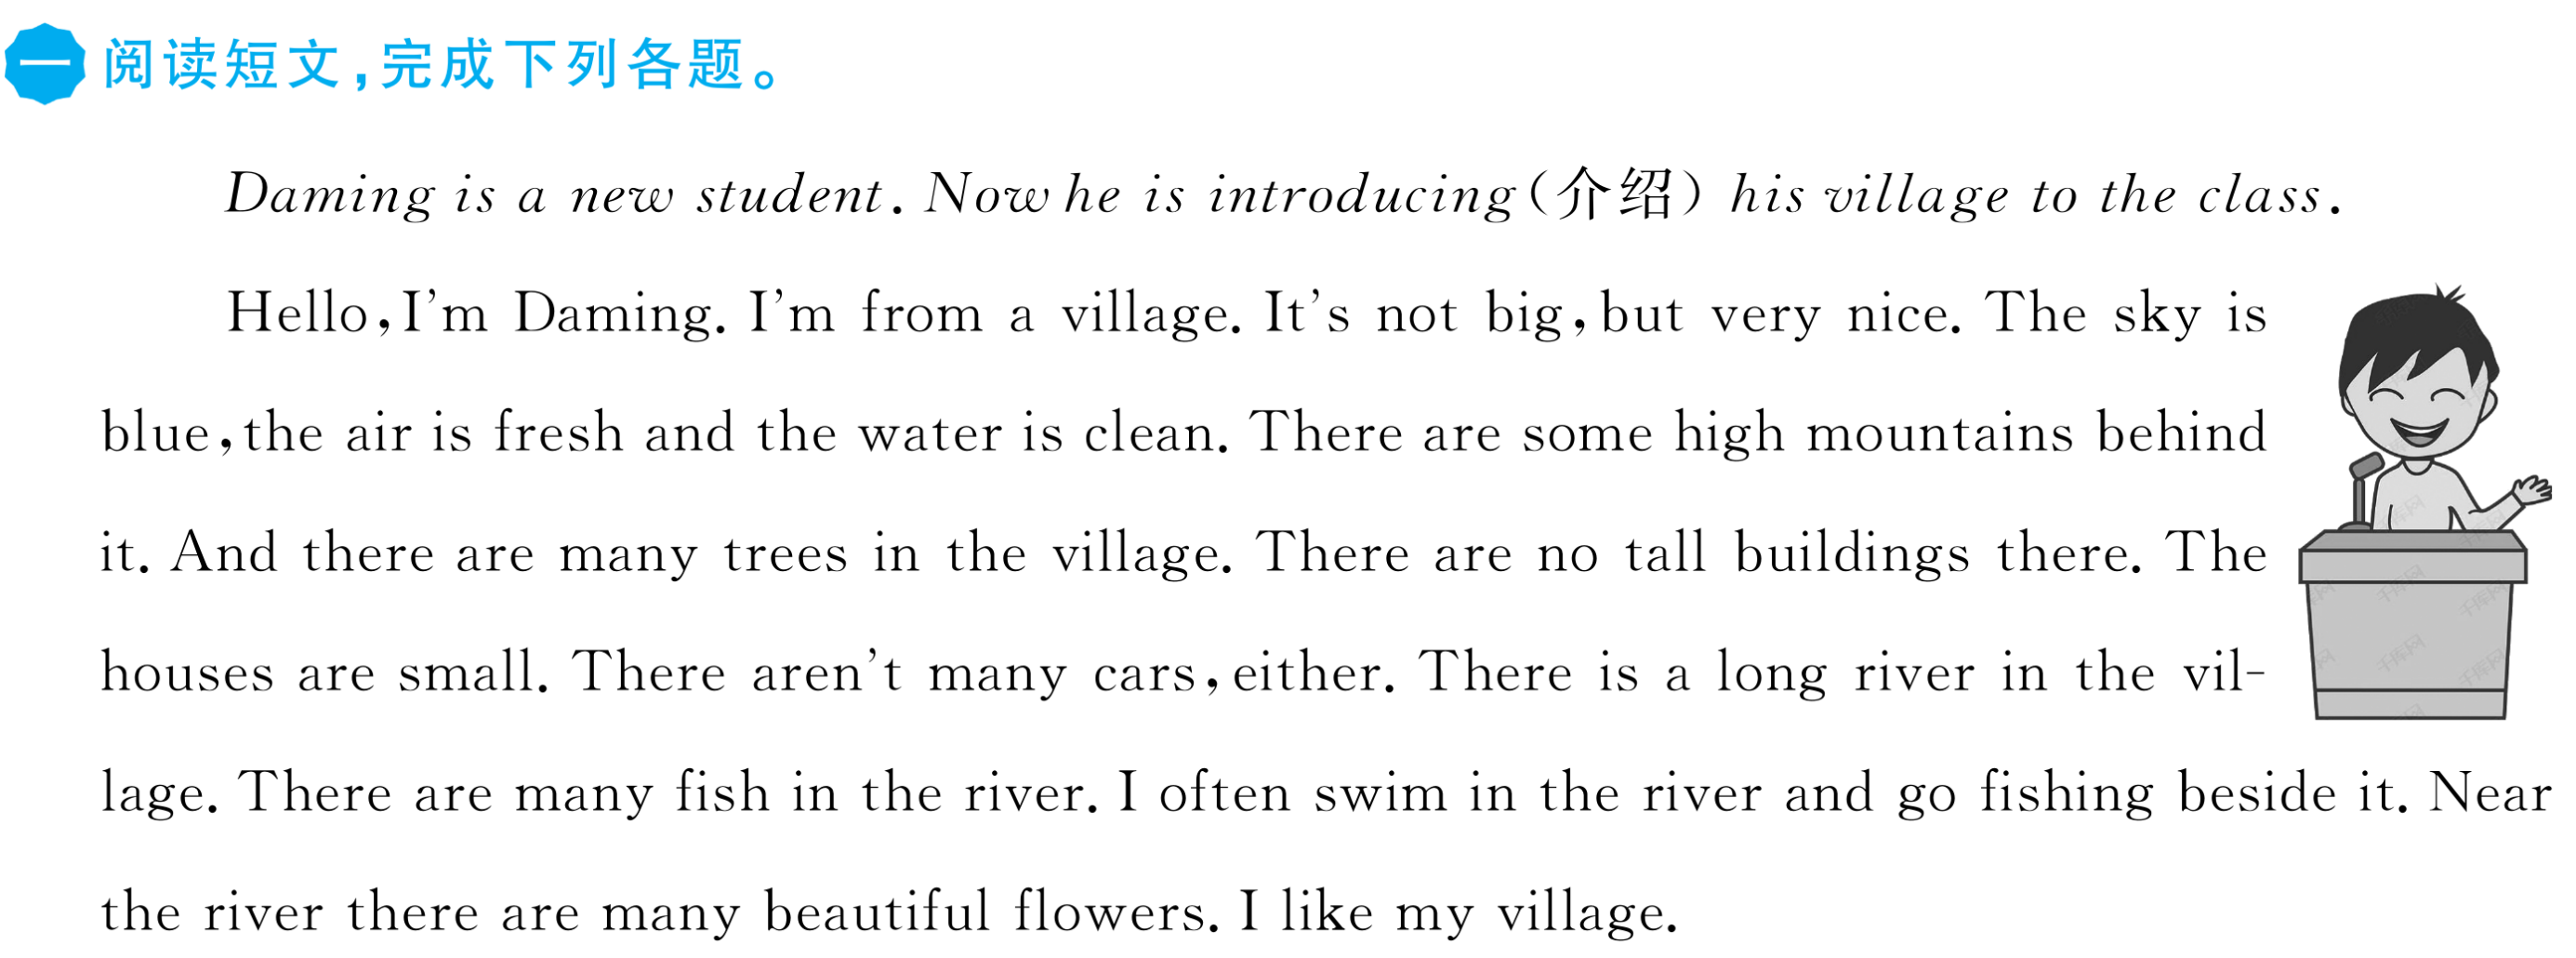 一 阅读短文,完成下列各题。
Daming is a new student. Now he is introducing(介绍) his village to the class.
Hello, I'm Daming. I'm from a village. It's not big, but very nice. The sky is
blue, the air is fresh and the water is clean. There are some high mountains behind
it. And there are many trees in the village. There are no tall buildings there. The
houses are small. There aren't many cars, either. There is a long river in the vil-
lage. There are many fish in the river. I often swim in the river and go fishing beside it. Near
the river there are many beautiful flowers. I like my village.